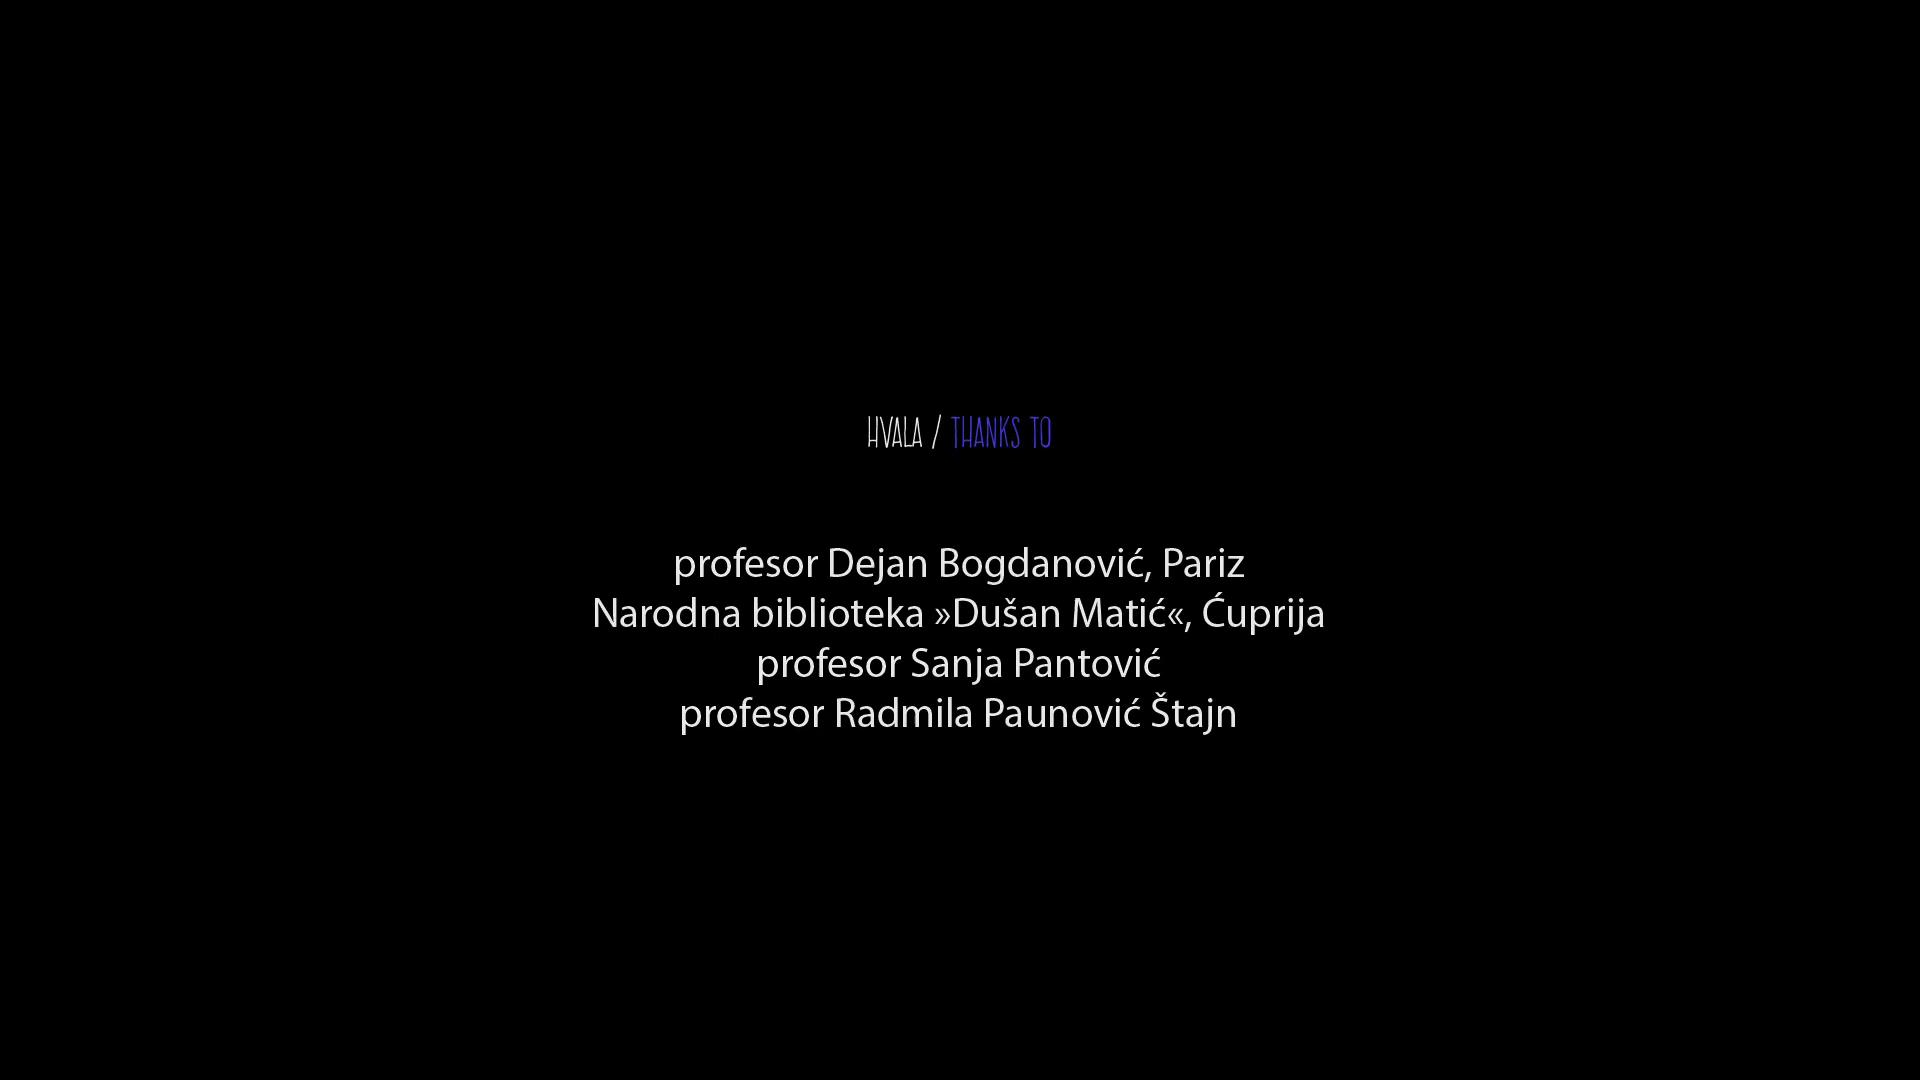 HVALA / THANKS TO
profesor Dejan Bogdanović, Pariz
Narodna biblioteka »Dušan Matić«, Ćuprija
profesor Sanja Pantović
profesor Radmila Paunović Štajn